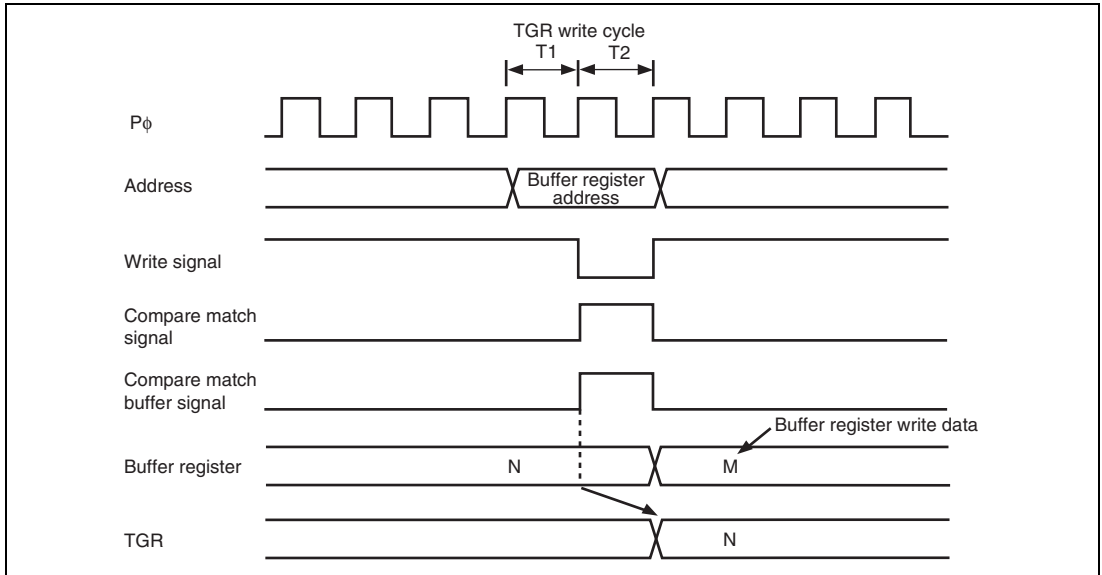 TGR write cycle
T1 T2
Pϕ
Address
Buffer register
address
Write signal
Compare match
signal
Compare match
buffer signal
Buffer register write data
Buffer register
N
M
TGR
N